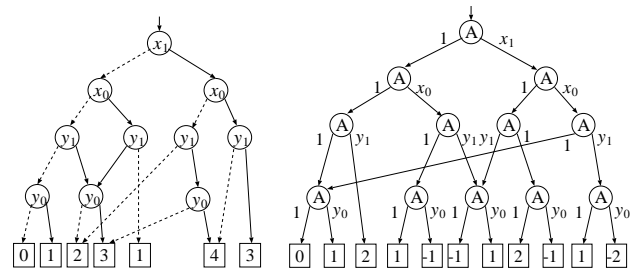 x₁
x₀ x₀
y₁ y₁ y₁ y₁
y₀ y₀ y₀
0 1 2 3 1 4 3
A
1 x₁
A A
1 x₀ 1 x₀
A A A A
1 y₁ 1 y₁ y₁ 1 1 y₁
A A A A A
1 y₀ 1 y₀ 1 y₀ 1 y₀ 1 y₀
0 1 2 1 -1 -1 1 2 -1 1 -2